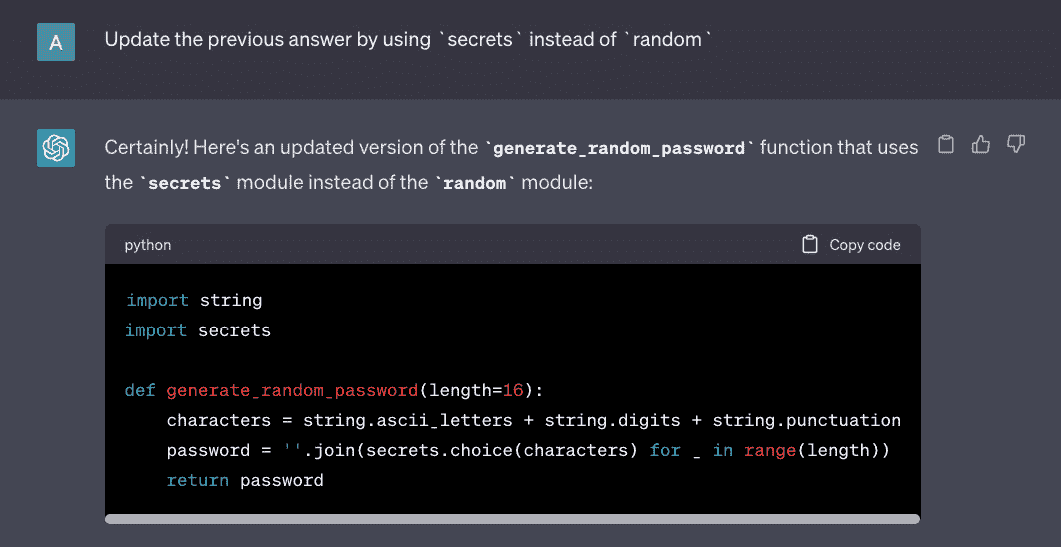 A
Update the previous answer by using `secrets` instead of `random`
Certainly! Here's an updated version of the `generate_random_password` function that uses
the `secrets` module instead of the `random` module:
python
Copy code
import string
import secrets
def generate_random_password(length=16):
    characters = string.ascii_letters + string.digits + string.punctuation
    password = ''.join(secrets.choice(characters) for _ in range(length))
    return password